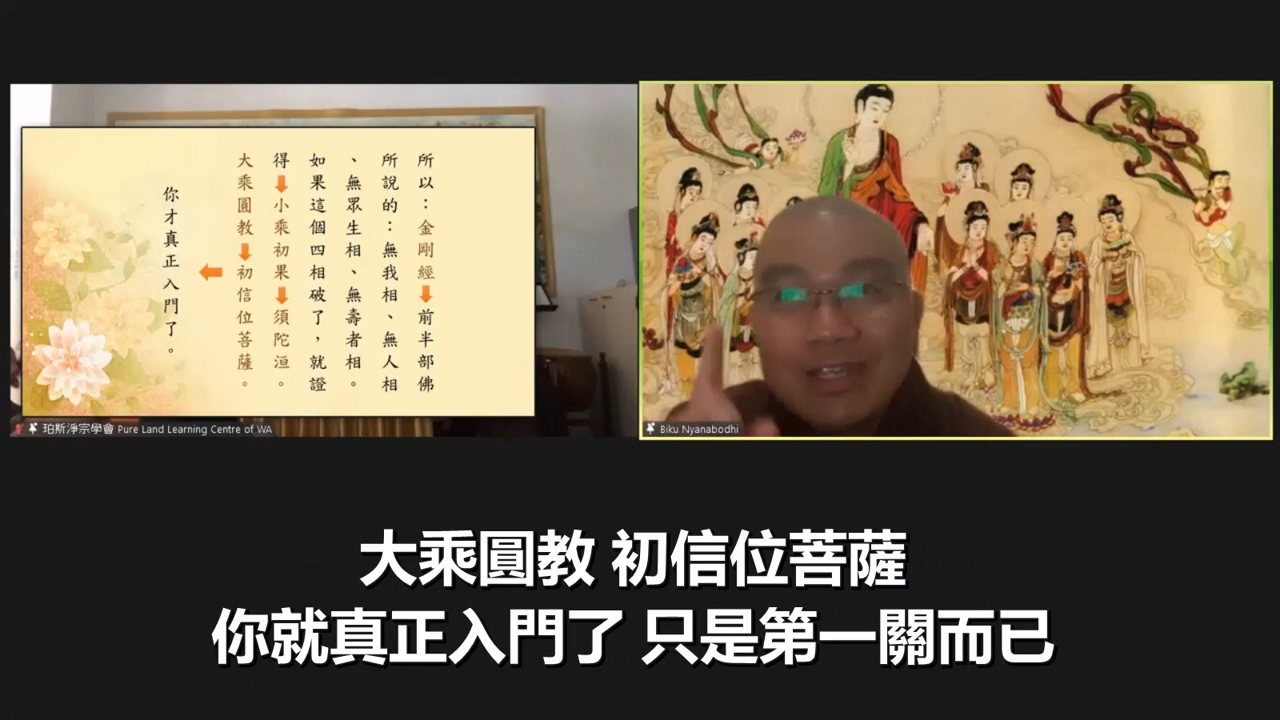 所以：金剛經⬇前半部佛
所說的：無我相、無人相
、無眾生相、無壽者相。
如果這個四相破了，就證
得⬇小乘初果⬇須陀洹。
大乘圓教⬇初信位菩薩。
⬅
你才真正入門了。
珀斯淨宗學會 Pure Land Learning Centre of WA
Biku Nyanabodhi
大乘圓教 初信位菩薩
你就真正入門了 只是第一關而已